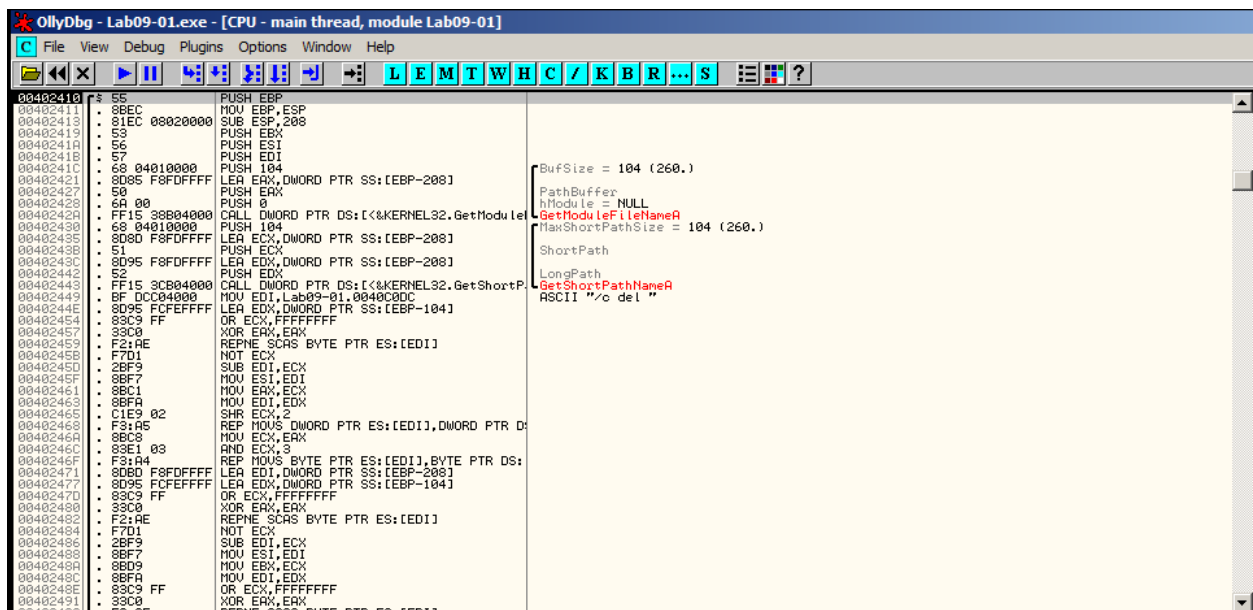 OllyDbg - Lab09-01.exe - [CPU - main thread, module Lab09-01]
C File View Debug Plugins Options Window Help
L E M T W H C / K B R ... S ?
00402410 $ 55 PUSH EBP
00402411 . 8BEC MOV EBP,ESP
00402413 . 81EC 08020000 SUB ESP,208
00402419 . 53 PUSH EBX
0040241A . 56 PUSH ESI
0040241B . 57 PUSH EDI
0040241C . 68 04010000 PUSH 104 BufSize = 104 (260.)
00402421 . 8D85 F8FDFFFF LEA EAX,DWORD PTR SS:[EBP-208]
00402427 . 50 PUSH EAX PathBuffer
00402428 . 6A 00 PUSH 0 hModule = NULL
0040242A . FF15 38B04000 CALL DWORD PTR DS:[<&KERNEL32.GetModuleF GetModuleFileNameA
00402430 . 68 04010000 PUSH 104 MaxShortPathSize = 104 (260.)
00402435 . 8D8D F8FDFFFF LEA ECX,DWORD PTR SS:[EBP-208]
0040243B . 51 PUSH ECX ShortPath
0040243C . 8D95 F8FDFFFF LEA EDX,DWORD PTR SS:[EBP-208]
00402442 . 52 PUSH EDX LongPath
00402443 . FF15 3CB04000 CALL DWORD PTR DS:[<&KERNEL32.GetShortP. GetShortPathNameA
00402449 . BF DCC04000 MOV EDI,Lab09-01.0040C0DC ASCII "/c del "
0040244E . 8D95 FCFEFFFF LEA EDX,DWORD PTR SS:[EBP-104]
00402454 . 83C9 FF OR ECX,FFFFFFFF
00402457 . 33C0 XOR EAX,EAX
00402459 . F2:AE REPNE SCAS BYTE PTR ES:[EDI]
0040245B . F7D1 NOT ECX
0040245D . 2BF9 SUB EDI,ECX
0040245F . 8BF7 MOV ESI,EDI
00402461 . 8BC1 MOV EAX,ECX
00402463 . 8BFA MOV EDI,EDX
00402465 . C1E9 02 SHR ECX,2
00402468 . F3:A5 REP MOVS DWORD PTR ES:[EDI],DWORD PTR D
0040246A . 8BC8 MOV ECX,EAX
0040246C . 83E1 03 AND ECX,3
0040246F . F3:A4 REP MOVS BYTE PTR ES:[EDI],BYTE PTR DS:
00402471 . 8DBD F8FDFFFF LEA EDI,DWORD PTR SS:[EBP-208]
00402477 . 8D95 FCFEFFFF LEA EDX,DWORD PTR SS:[EBP-104]
0040247D . 83C9 FF OR ECX,FFFFFFFF
00402480 . 33C0 XOR EAX,EAX
00402482 . F2:AE REPNE SCAS BYTE PTR ES:[EDI]
00402484 . F7D1 NOT ECX
00402486 . 2BF9 SUB EDI,ECX
00402488 . 8BF7 MOV ESI,EDI
0040248A . 8BD9 MOV EBX,ECX
0040248C . 8BFA MOV EDI,EDX
0040248E . 83C9 FF OR ECX,FFFFFFFF
00402491 . 33C0 XOR EAX,EAX